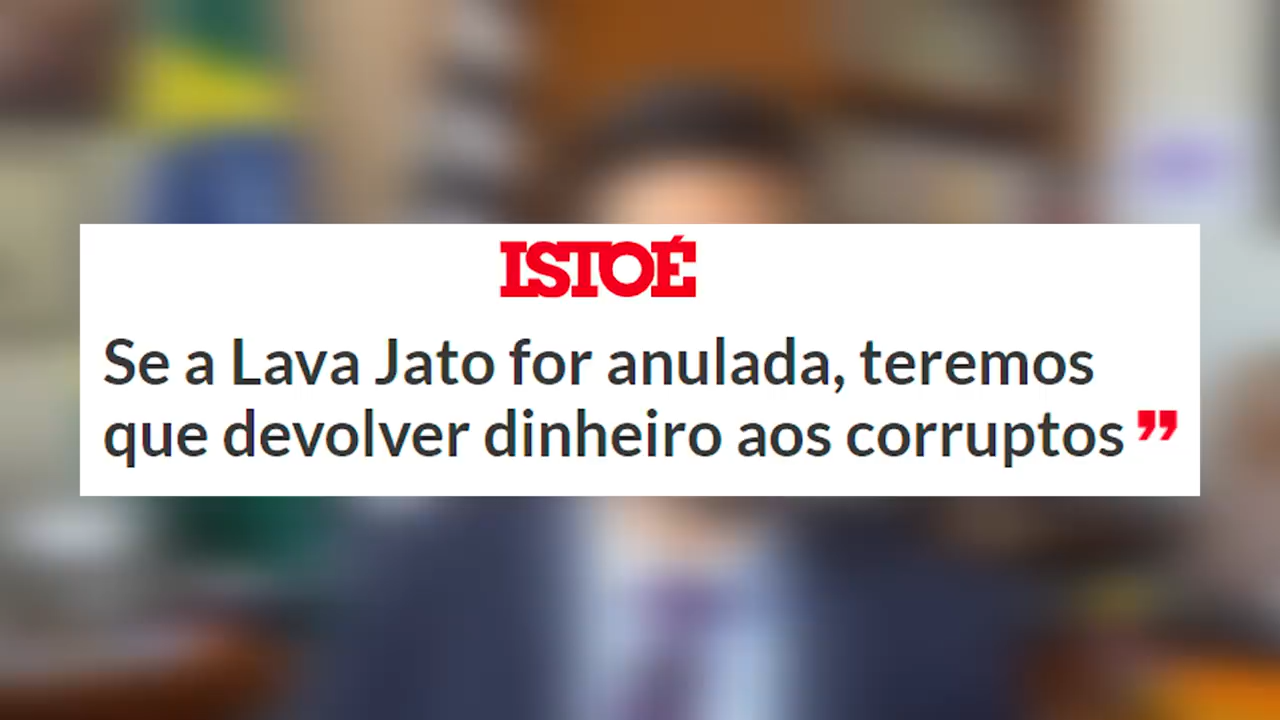 ISTOÉ
Se a Lava Jato for anulada, teremos
que devolver dinheiro aos corruptos ”